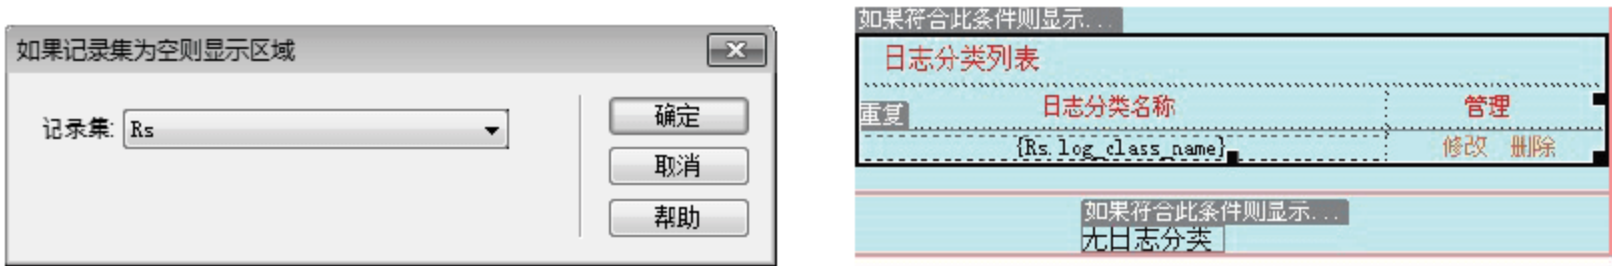 如果记录集为空则显示区域
记录集: Rs
确定
取消
帮助
如果符合此条件则显示...
日志分类列表
重复
日志分类名称 管理
{Rs.log_class_name} 修改 删除
如果符合此条件则显示...
无日志分类